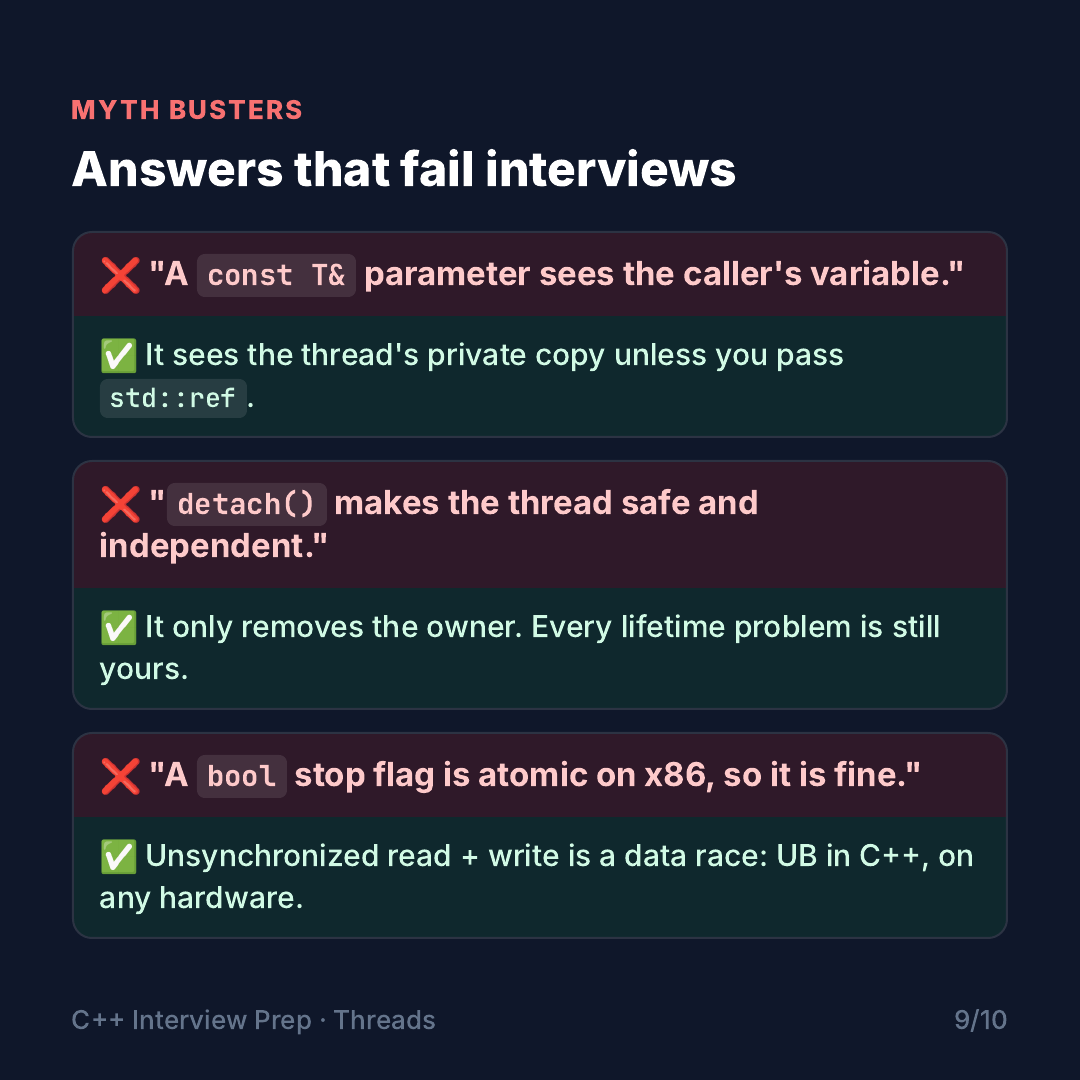 MYTH BUSTERS
Answers that fail interviews
❌ "A const T& parameter sees the caller's variable."
✅ It sees the thread's private copy unless you pass
std::ref.
❌ "detach() makes the thread safe and
independent."
✅ It only removes the owner. Every lifetime problem is still
yours.
❌ "A bool stop flag is atomic on x86, so it is fine."
✅ Unsynchronized read + write is a data race: UB in C++, on
any hardware.
C++ Interview Prep · Threads
9/10